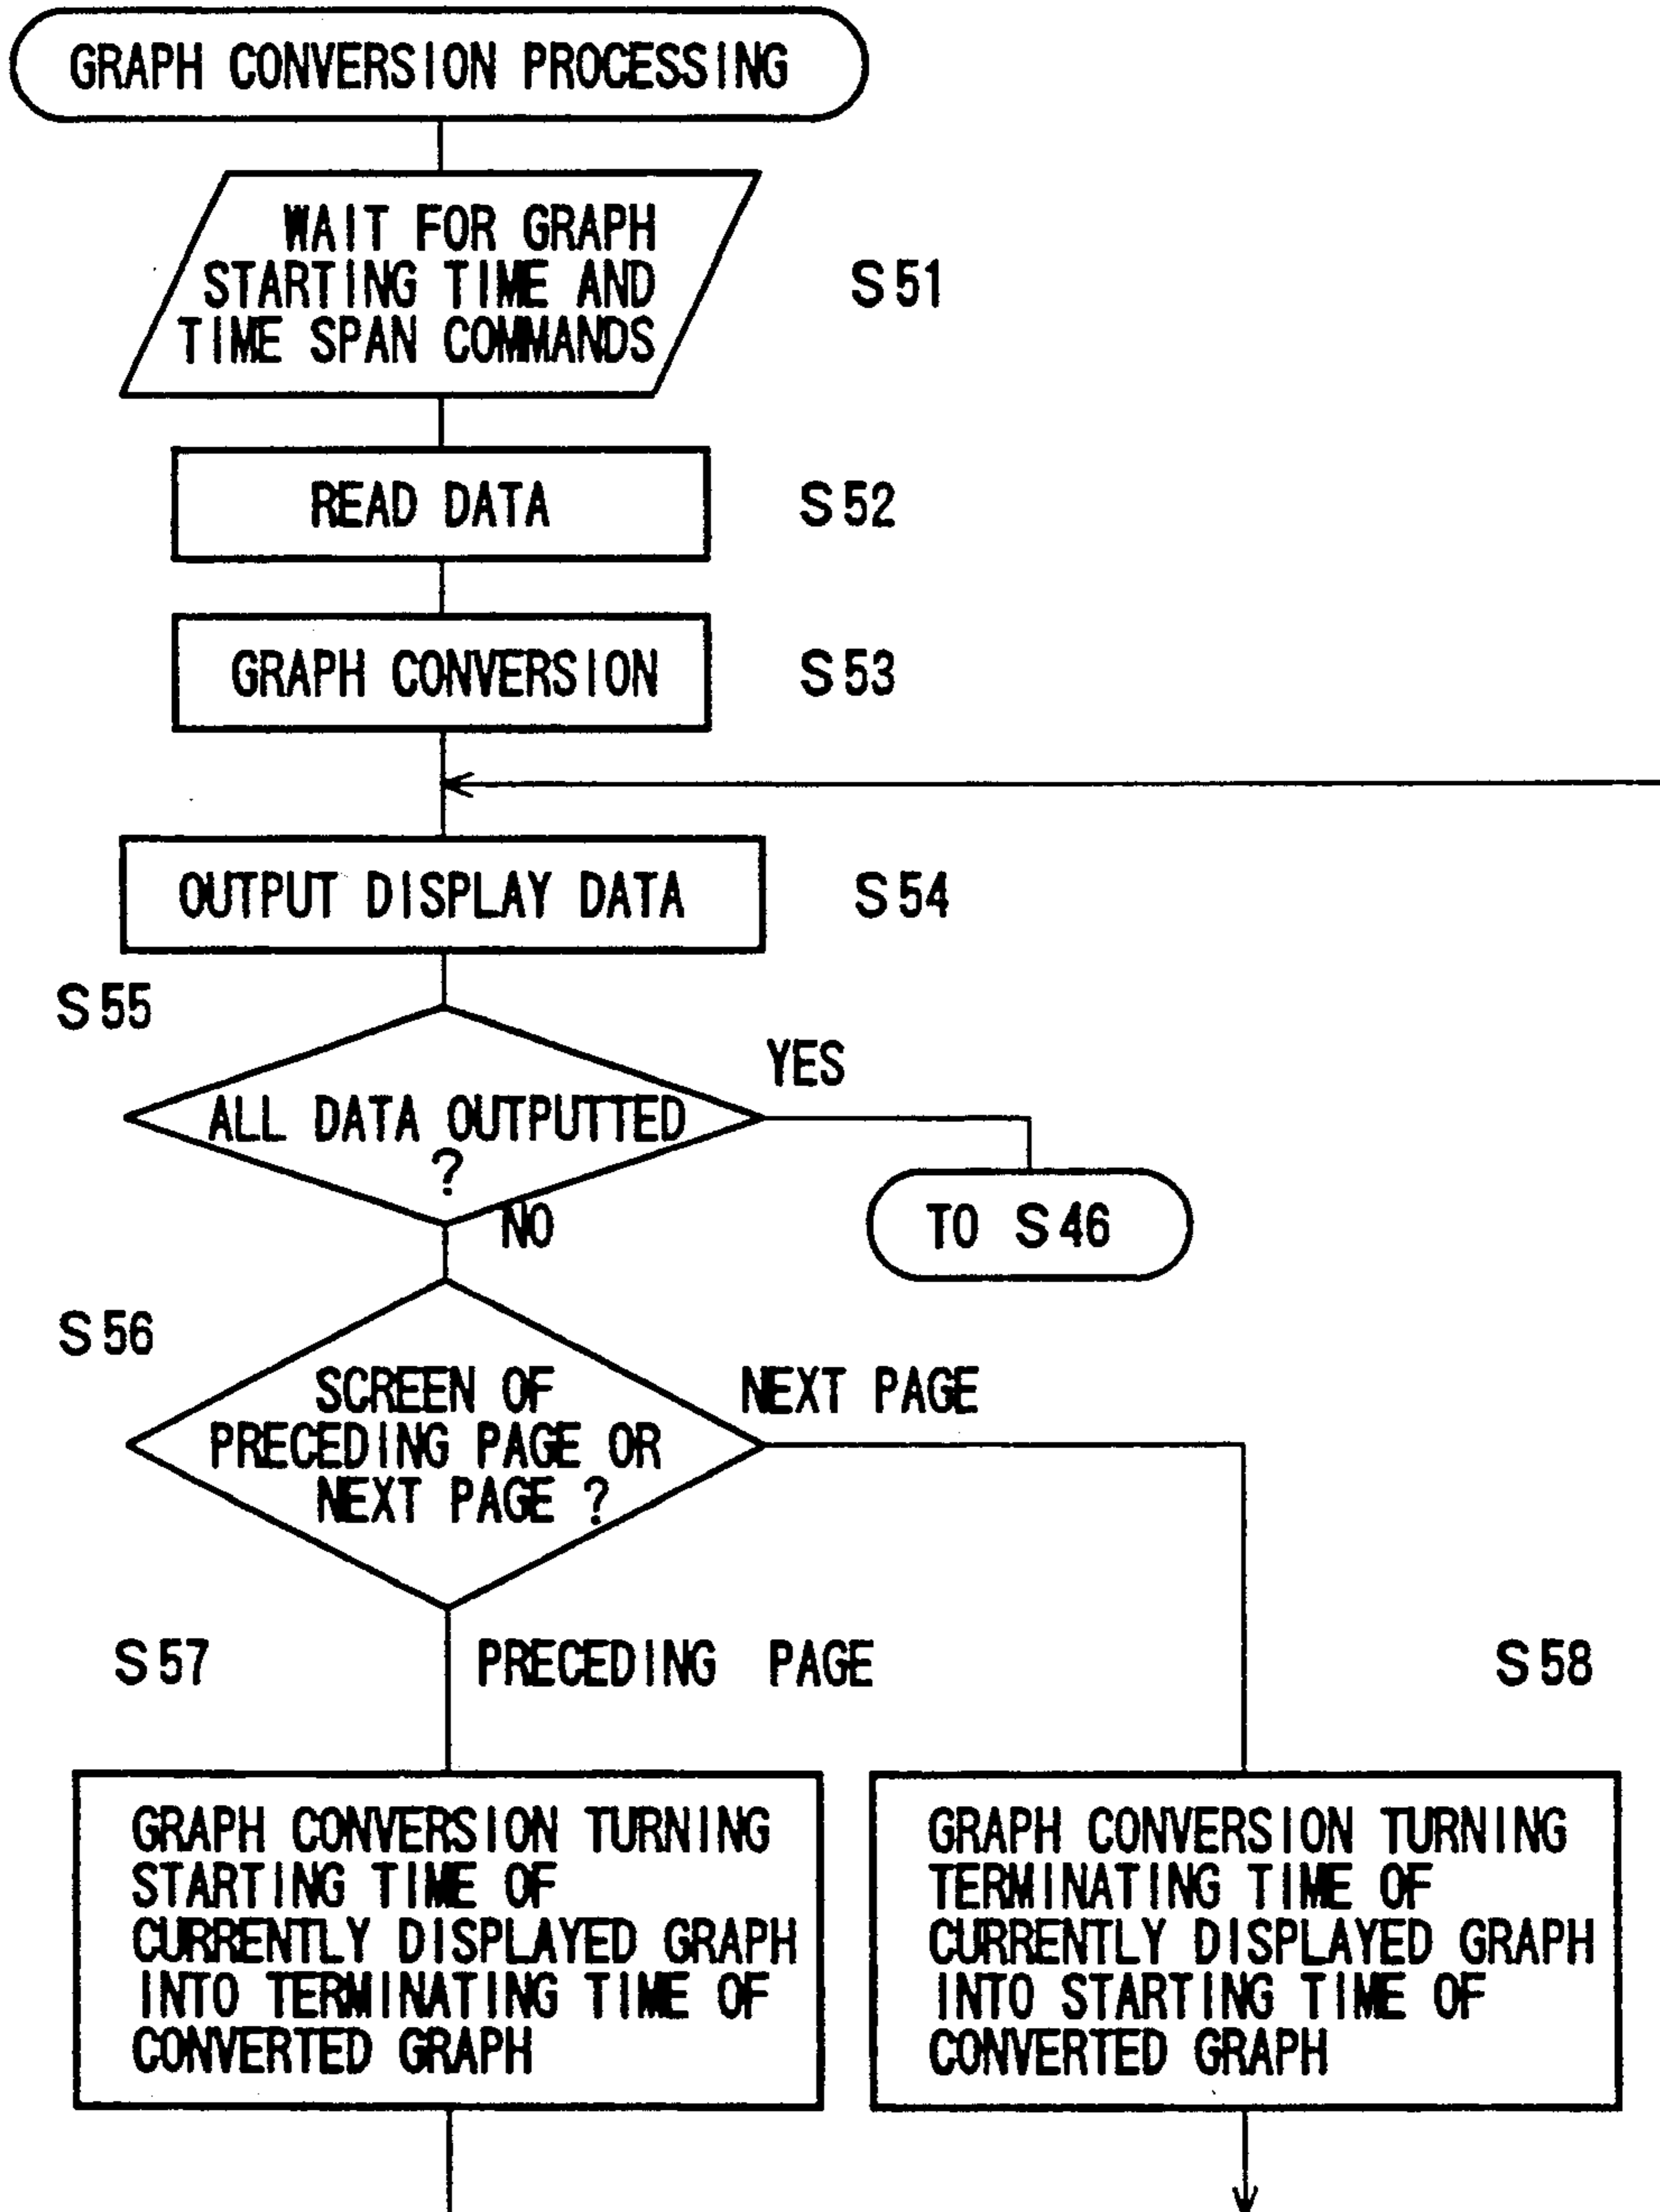 GRAPH CONVERSION PROCESSING
WAIT FOR GRAPH
STARTING TIME AND
TIME SPAN COMMANDS
S51
READ DATA
S52
GRAPH CONVERSION
S53
OUTPUT DISPLAY DATA
S54
S55
ALL DATA OUTPUTTED
?
YES
NO
TO S46
S56
SCREEN OF
PRECEDING PAGE OR
NEXT PAGE ?
NEXT PAGE
S57
PRECEDING PAGE
S58
GRAPH CONVERSION TURNING
STARTING TIME OF
CURRENTLY DISPLAYED GRAPH
INTO TERMINATING TIME OF
CONVERTED GRAPH
GRAPH CONVERSION TURNING
TERMINATING TIME OF
CURRENTLY DISPLAYED GRAPH
INTO STARTING TIME OF
CONVERTED GRAPH